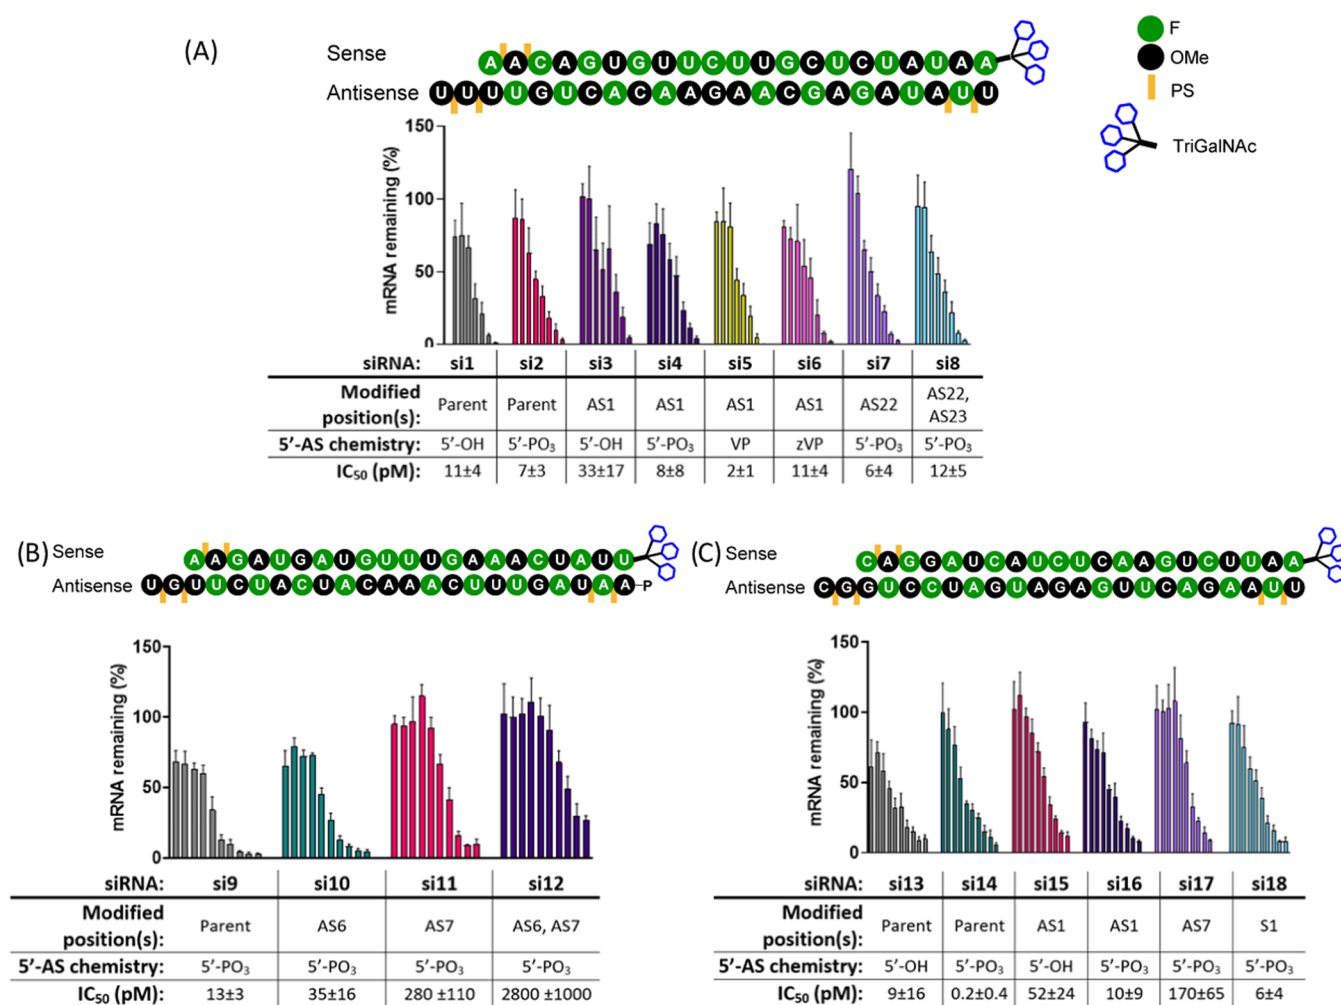 (A)
Sense
AACAGUGUUCUUGCUCUAUAA
Antisense
UUUUGUCACAAGAACGAGAUAUU
F
OMe
PS
TriGalNAc
mRNA remaining (%)
150
100
50
0
siRNA: si1 si2 si3 si4 si5 si6 si7 si8
Modified position(s): Parent Parent AS1 AS1 AS1 AS1 AS22 AS22, AS23
5'-AS chemistry: 5'-OH 5'-PO₃ 5'-OH 5'-PO₃ VP zVP 5'-PO₃ 5'-PO₃
IC₅₀ (pM): 11±4 7±3 33±17 8±8 2±1 11±4 6±4 12±5
(B)
Sense
AAGAUGAUGUUUGAAACUAUU
Antisense
UGUUCUACUACAAACUUUGAUAA-P
mRNA remaining (%)
150
100
50
0
siRNA: si9 si10 si11 si12
Modified position(s): Parent AS6 AS7 AS6, AS7
5'-AS chemistry: 5'-PO₃ 5'-PO₃ 5'-PO₃ 5'-PO₃
IC₅₀ (pM): 13±3 35±16 280 ±110 2800 ±1000
(C)
Sense
CAGGAUCAUCUCAAGUCUUAA
Antisense
CGGUCCUAGUAGAGUUCAGAAUU
mRNA remaining (%)
150
100
50
0
siRNA: si13 si14 si15 si16 si17 si18
Modified position(s): Parent Parent AS1 AS1 AS7 S1
5'-AS chemistry: 5'-OH 5'-PO₃ 5'-OH 5'-PO₃ 5'-PO₃ 5'-PO₃
IC₅₀ (pM): 9±16 0.2±0.4 52±24 10±9 170±65 6±4